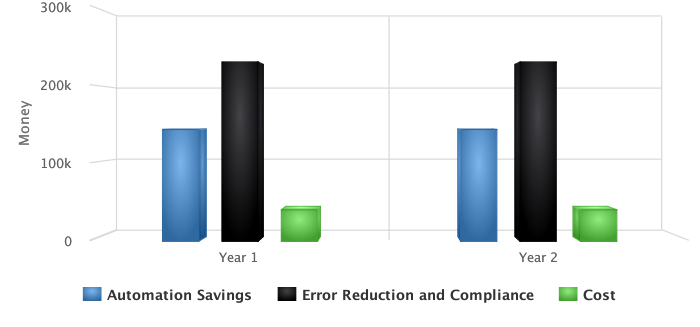 300k
200k
Money
100k
0
Year 1 Year 2
Automation Savings Error Reduction and Compliance Cost